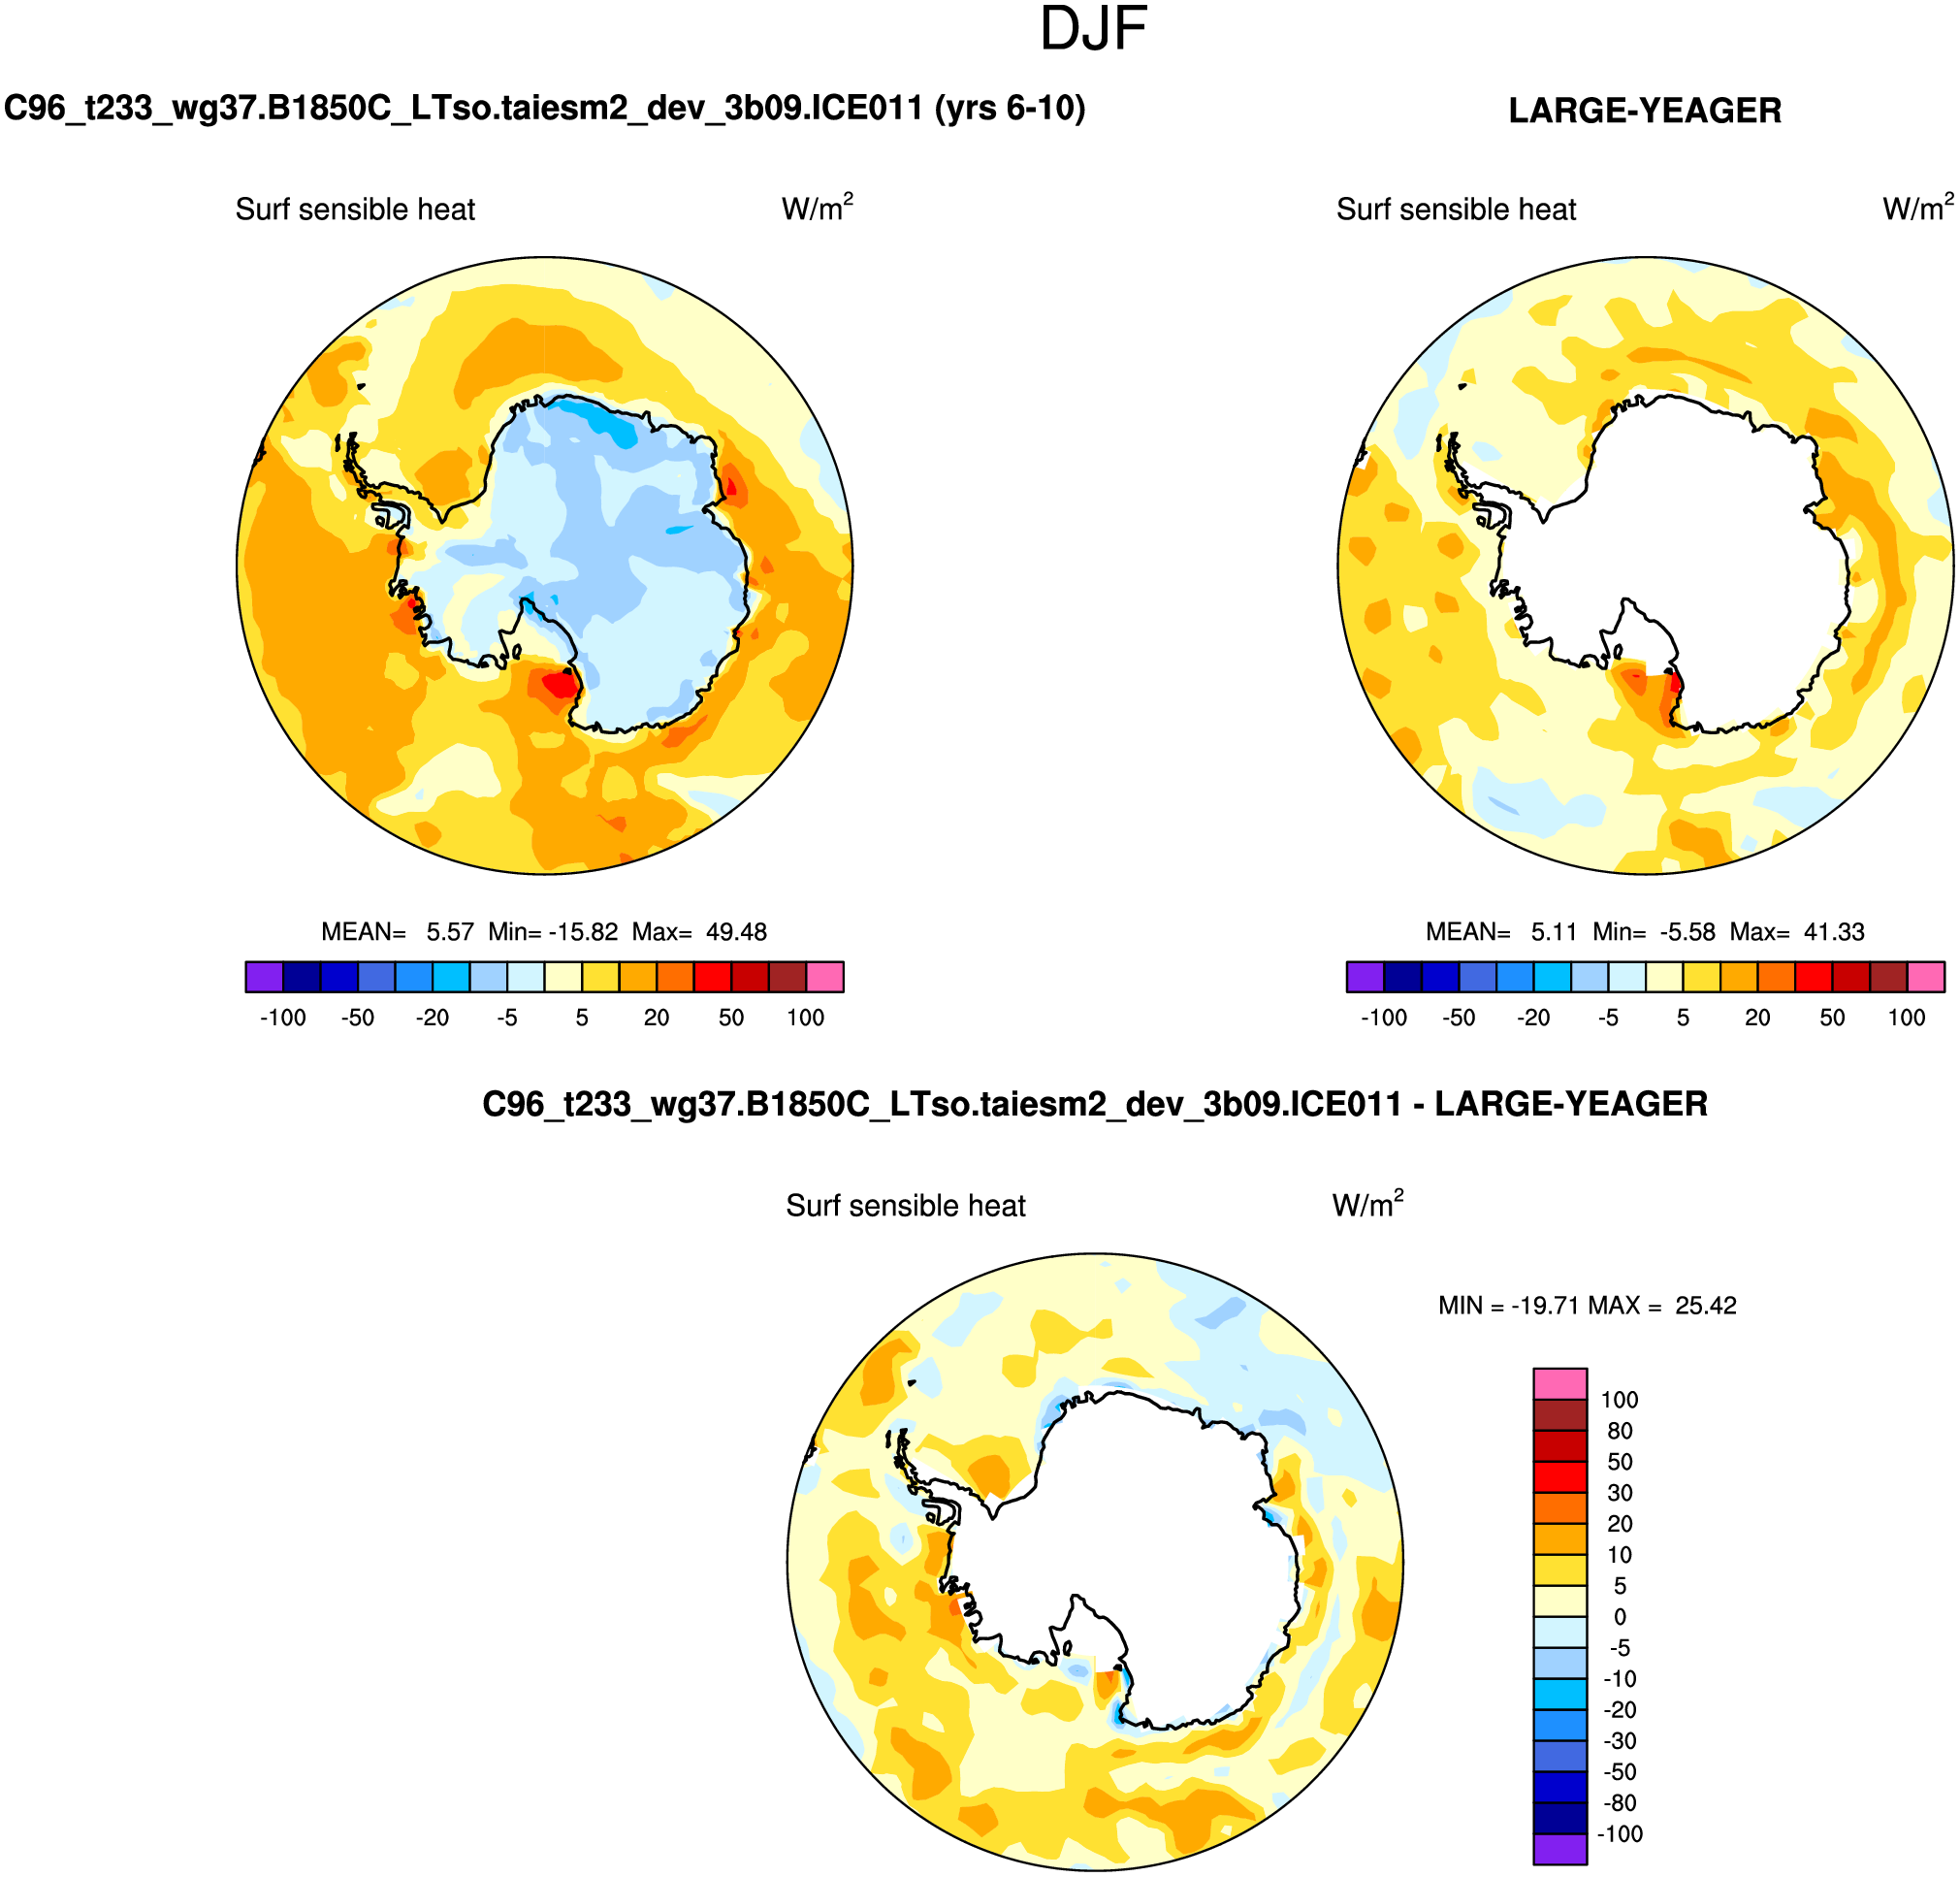 DJF
C96_t233_wg37.B1850C_LTso.taiesm2_dev_3b09.ICE011 (yrs 6-10)
LARGE-YEAGER
Surf sensible heat W/m²
Surf sensible heat W/m²
MEAN= 5.57 Min= -15.82 Max= 49.48
MEAN= 5.11 Min= -5.58 Max= 41.33
-100 -50 -20 -5 5 20 50 100
-100 -50 -20 -5 5 20 50 100
C96_t233_wg37.B1850C_LTso.taiesm2_dev_3b09.ICE011 - LARGE-YEAGER
Surf sensible heat W/m²
MIN = -19.71 MAX = 25.42
100
80
50
30
20
10
5
0
-5
-10
-20
-30
-50
-80
-100